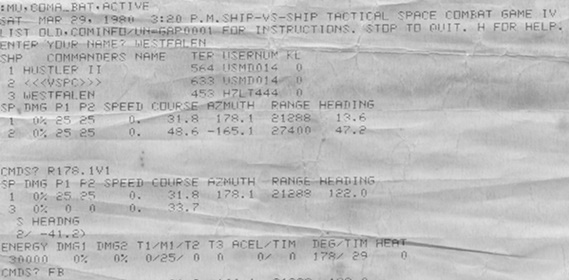 :MU,COMA_BAT,ACTIVE
SAT MAR 29, 1980 3:20 P.M.SHIP-VS-SHIP TACTICAL SPACE COMBAT GAME IV
LIST OLD,COMINFO/UN=GAP0001 FOR INSTRUCTIONS. STOP TO QUIT. H FOR HELP.
ENTER YOUR NAME? WESTFALEN
SHP COMMANDERS NAME TER USERNUM KL
1 HUSTLER II 564 USMD014 0
2 <<<VSPC>>> 633 USMD014 0
3 WESTFALEN 453 H7LT444 0
SP DMG P1 P2 SPEED COURSE AZMUTH RANGE HEADING
1 0% 25 25 0. 31.8 -178.1 21288 13.6
2 0% 25 25 0. 48.6 -165.1 27400 47.2
CMDS? R178.1V1
SP DMG P1 P2 SPEED COURSE AZMUTH RANGE HEADING
1 0% 25 25 0. 31.8 -178.1 21288 122.0
3 0% 0 0 0. 33.7
S HEADNG
2/ -41.2>
ENERGY DMG1 DMG2 T1/M1/T2 T3 ACEL/TIM DEG/TIM HEAT
30000 0% 0% 0/25/ 0 0 0/ 0 178/ 29 0
CMDS? FB